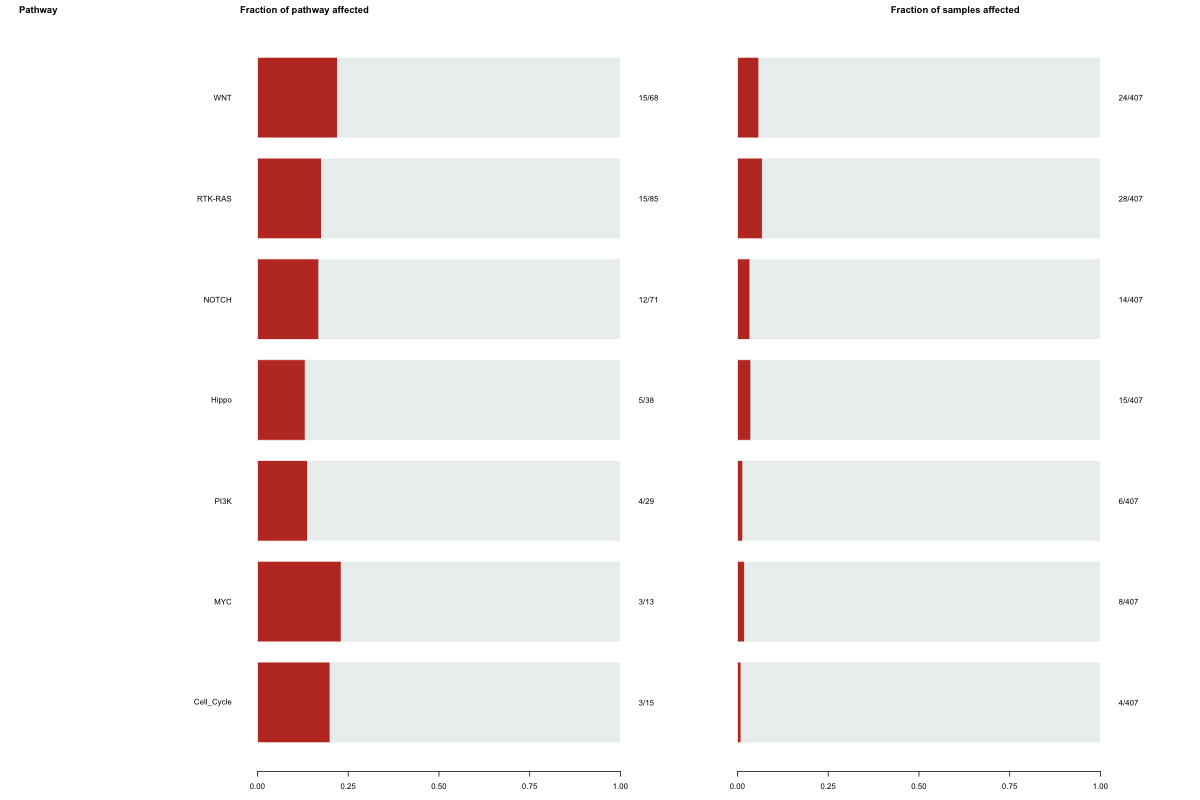 Pathway Fraction of pathway affected Fraction of samples affected
WNT 15/68 24/407
RTK-RAS 15/85 28/407
NOTCH 12/71 14/407
Hippo 5/38 15/407
PI3K 4/29 6/407
MYC 3/13 8/407
Cell_Cycle 3/15 4/407
0.00 0.25 0.50 0.75 1.00 0.00 0.25 0.50 0.75 1.00